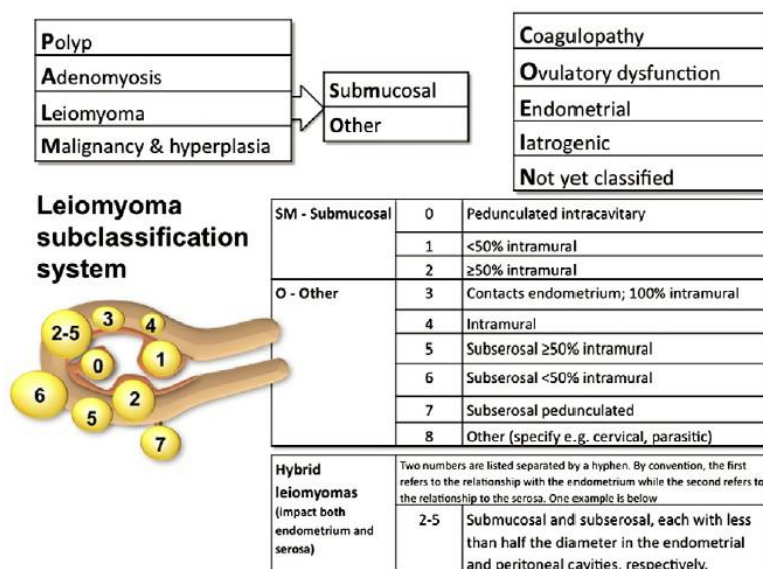 Polyp
Adenomyosis
Leiomyoma
Malignancy & hyperplasia
Submucosal
Other
Coagulopathy
Ovulatory dysfunction
Endometrial
Iatrogenic
Not yet classified
Leiomyoma
subclassification
system
2-5
3
4
0
1
6
5
2
7
SM - Submucosal
0 Pedunculated intracavitary
1 <50% intramural
2 ≥50% intramural
O - Other
3 Contacts endometrium; 100% intramural
4 Intramural
5 Subserosal ≥50% intramural
6 Subserosal <50% intramural
7 Subserosal pedunculated
8 Other (specify e.g. cervical, parasitic)
Hybrid
leiomyomas
(impact both
endometrium and
serosa)
Two numbers are listed separated by a hyphen. By convention, the first
refers to the relationship with the endometrium while the second refers to
the relationship to the serosa. One example is below
2-5 Submucosal and subserosal, each with less
than half the diameter in the endometrial
and peritoneal cavities, respectively.